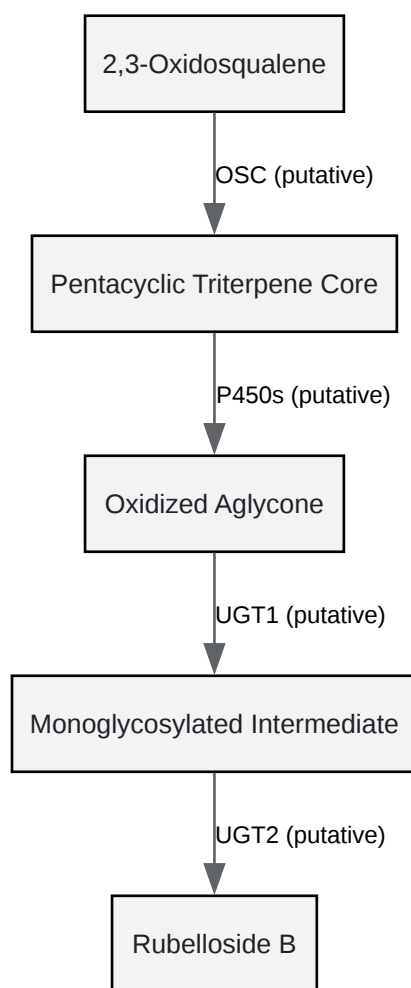 2,3-Oxidosqualene
OSC (putative)
Pentacyclic Triterpene Core
P450s (putative)
Oxidized Aglycone
UGT1 (putative)
Monoglycosylated Intermediate
UGT2 (putative)
Rubelloside B